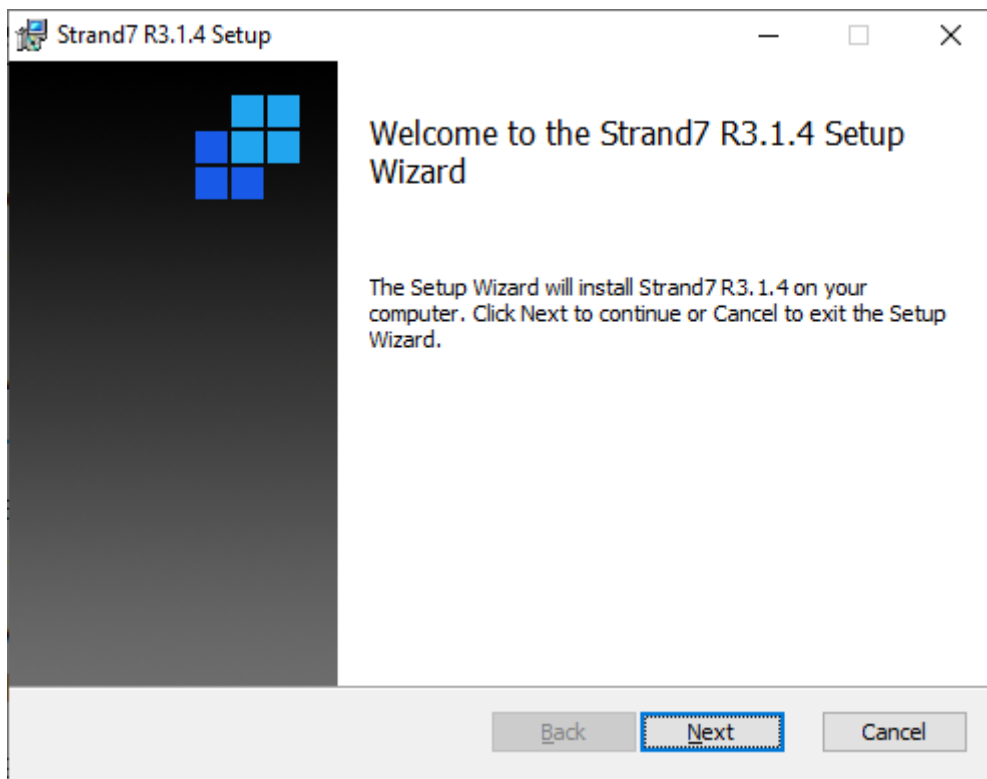 Strand7 R3.1.4 Setup
Welcome to the Strand7 R3.1.4 Setup
Wizard
The Setup Wizard will install Strand7 R3.1.4 on your
computer. Click Next to continue or Cancel to exit the Setup
Wizard.
Back Next Cancel